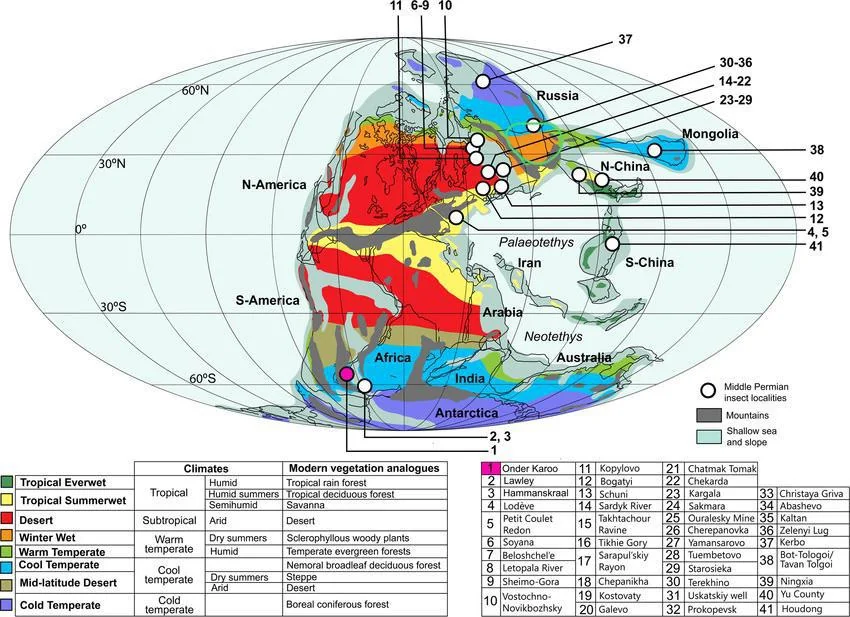 11 6-9 10
37
30-36
14-22
23-29
60⁰N
Russia
Mongolia
38
30⁰N
N-China
N-America
40
39
13
12
0⁰
4, 5
Palaeotethys
41
Iran
S-China
S-America
Arabia
30⁰S
Neotethys
Africa
Australia
India
60⁰S
Antarctica
Middle Permian
insect localities
Mountains
Shallow sea
and slope
2, 3
1
Climates Modern vegetation analogues
Tropical Everwet Tropical Humid Tropical rain forest
Tropical Summerwet Humid summers Tropical deciduous forest
Semihumid Savanna
Desert Subtropical Arid Desert
Winter Wet Warm temperate Dry summers Sclerophyllous woody plants
Warm Temperate Humid Temperate evergreen forests
Cool Temperate Cool temperate Nemoral broadleaf deciduous forest
Mid-latitude Desert Dry summers Steppe
Arid Desert
Cold Temperate Cold temperate Boreal coniferous forest
1 Onder Karoo 11 Kopylovo 21 Chatmak Tomak
2 Lawley 12 Bogatyi 22 Chekarda
3 Hammanskraal 13 Schuni 23 Kargala 33 Christaya Griva
4 Lodève 14 Sardyk River 24 Sakmara 34 Abashevo
5 Petit Coulet Redon 15 Takhtachour Ravine 25 Ouralesky Mine 35 Kaltan
26 Cherepanovka 36 Zelenyi Lug
6 Soyana 16 Tikhie Gory 27 Yamansarovo 37 Kerbo
7 Beloshchel'e 17 Sarapul'skiy Rayon 28 Tuembetovo 38 Bot-Tologoi/ Tavan Tolgoi
8 Letopala River 29 Starosieka
9 Sheimo-Gora 18 Chepanikha 30 Terekhino 39 Ningxia
10 Vostochno-Novikbozhsky 19 Kostovaty 31 Uskatskiy well 40 Yu County
20 Galevo 32 Prokopevsk 41 Houdong